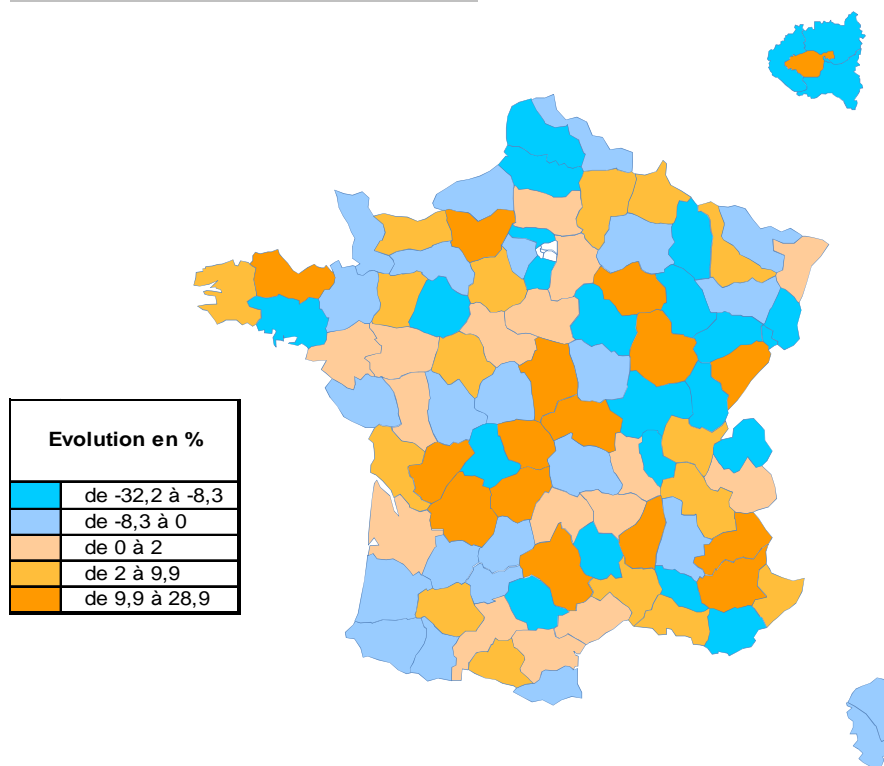 Evolution en %
de -32,2 à -8,3
de -8,3 à 0
de 0 à 2
de 2 à 9,9
de 9,9 à 28,9